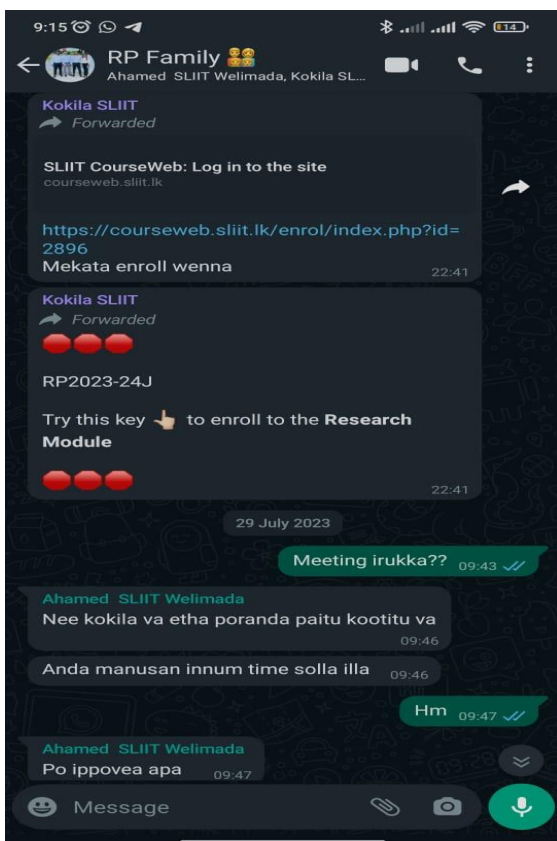 9:15
14
RP Family
Ahamed SLIIT Welimada, Kokila SL...
Kokila SLIIT
Forwarded
SLIIT CourseWeb: Log in to the site
courseweb.sliit.lk
https://courseweb.sliit.lk/enrol/index.php?id=
2896
Mekata enroll wenna
22:41
Kokila SLIIT
Forwarded
RP2023-24J
Try this key 👆 to enroll to the Research
Module
22:41
29 July 2023
Meeting irukka?? 09:43
Ahamed SLIIT Welimada
Nee kokila va etha poranda paitu kootitu va
09:46
Anda manusan innum time solla illa 09:46
Hm 09:47
Ahamed SLIIT Welimada
Po ippovea apa 09:47
Message